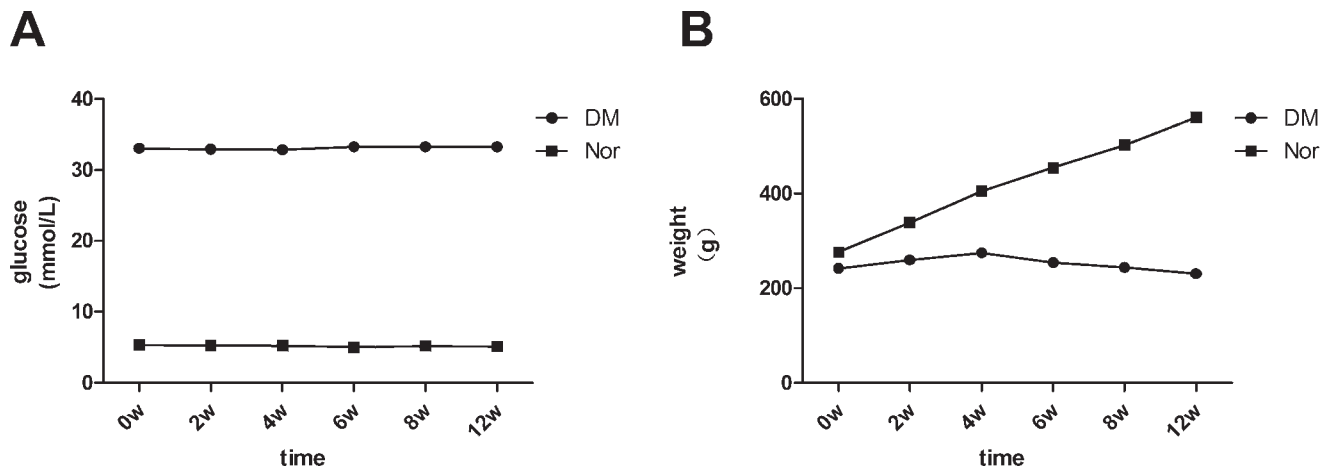 A
glucose
(mmol/L)
40
30
20
10
0
0w
2w
4w
6w
8w
12w
time
DM
Nor
B
weight
（g）
600
400
200
0
0w
2w
4w
6w
8w
12w
time
DM
Nor